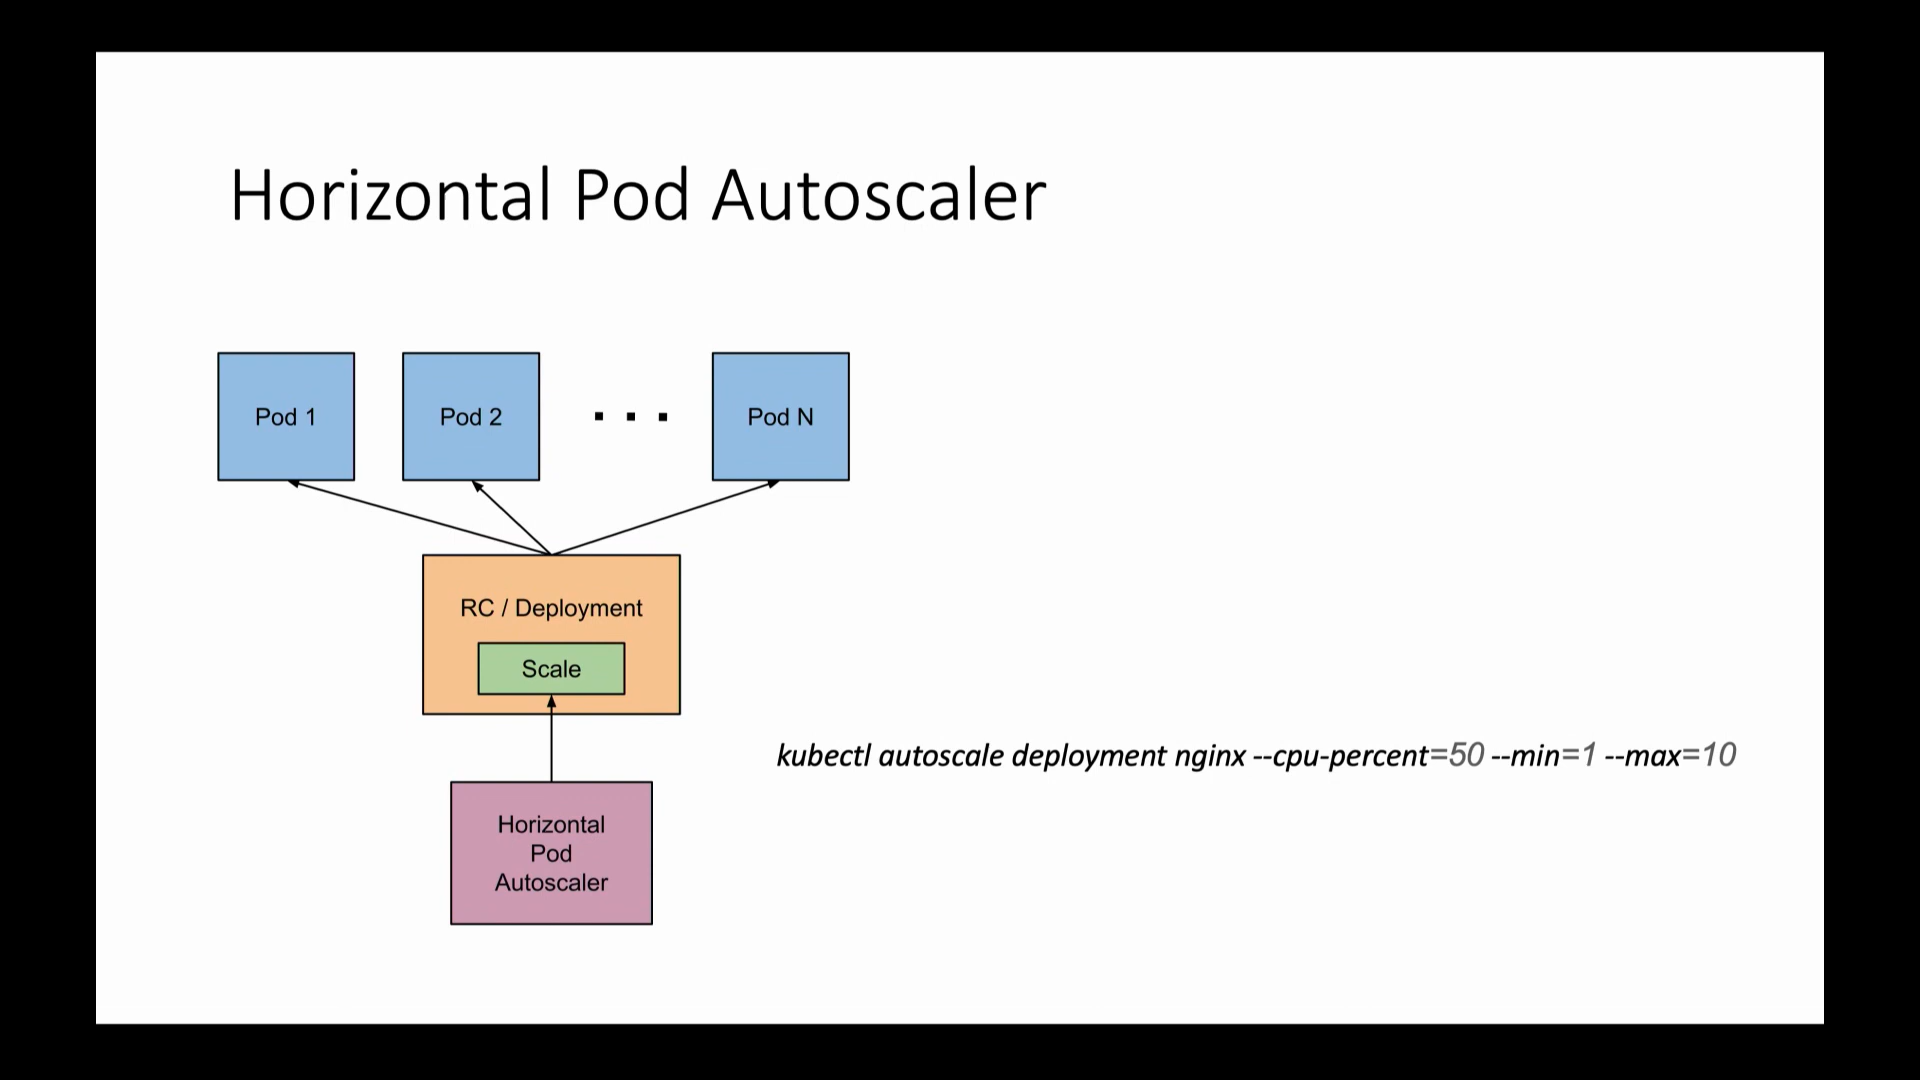 Horizontal Pod Autoscaler
Pod 1
Pod 2
. . .
Pod N
RC / Deployment
Scale
kubectl autoscale deployment nginx --cpu-percent=50 --min=1 --max=10
Horizontal
Pod
Autoscaler